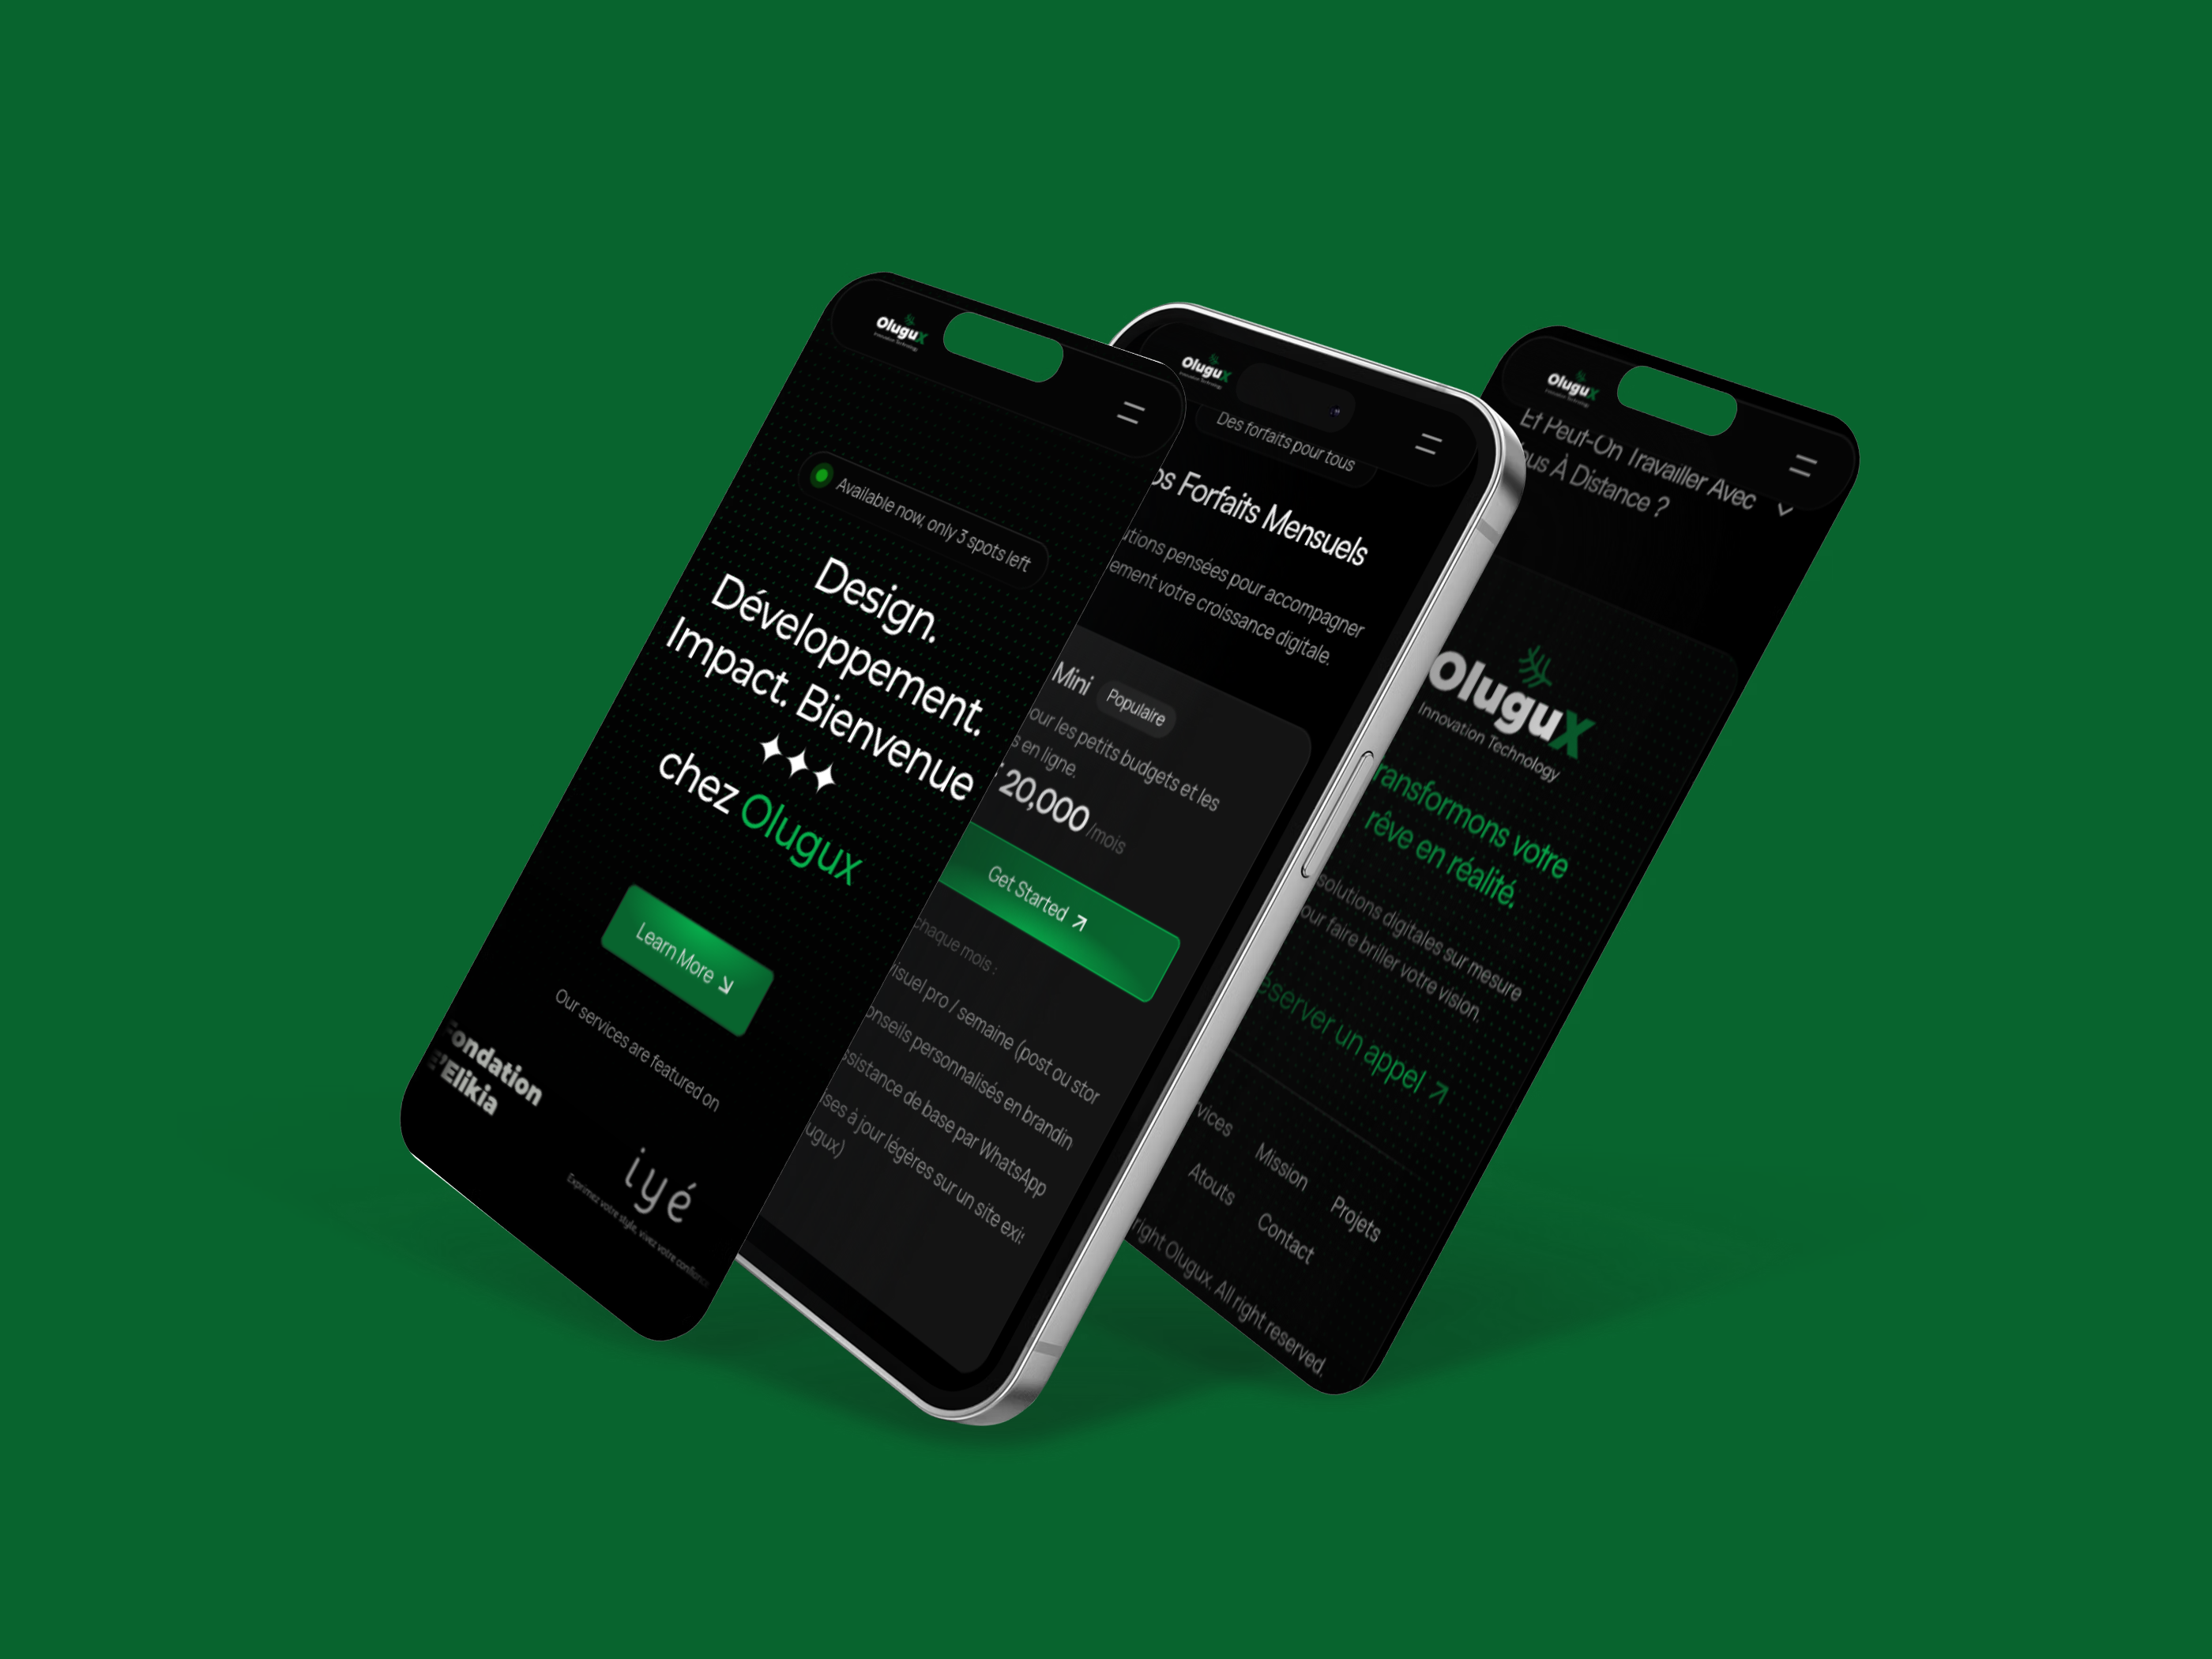 Olugux
Innovation Technology
Available now, only 3 spots left
Design.
Développement.
Impact. Bienvenue
chez Olugux
Learn More
Our services are featured on
Fondation
Elikia
iyé
Exprimez votre style, vivez votre confiance
Olugux
Innovation Technology
Des forfaits pour tous
os Forfaits Mensuels
utions pensées pour accompagner
ement votre croissance digitale.
Mini
Populaire
our les petits budgets et les
s en ligne.
20,000 /mois
Get Started
chaque mois :
isuel pro / semaine (post ou stor
onseils personnalisés en brandin
ssistance de base par WhatsApp
ses à jour légères sur un site exis
ugux)
Olugux
Innovation Technology
Et Peut-On Travailler Avec
ous À Distance ?
Olugux
Innovation Technology
ransformons votre
rêve en réalité.
solutions digitales sur mesure
our faire briller votre vision.
éserver un appel
rvices
Mission
Projets
Atouts
Contact
right Olugux. All right reserved.